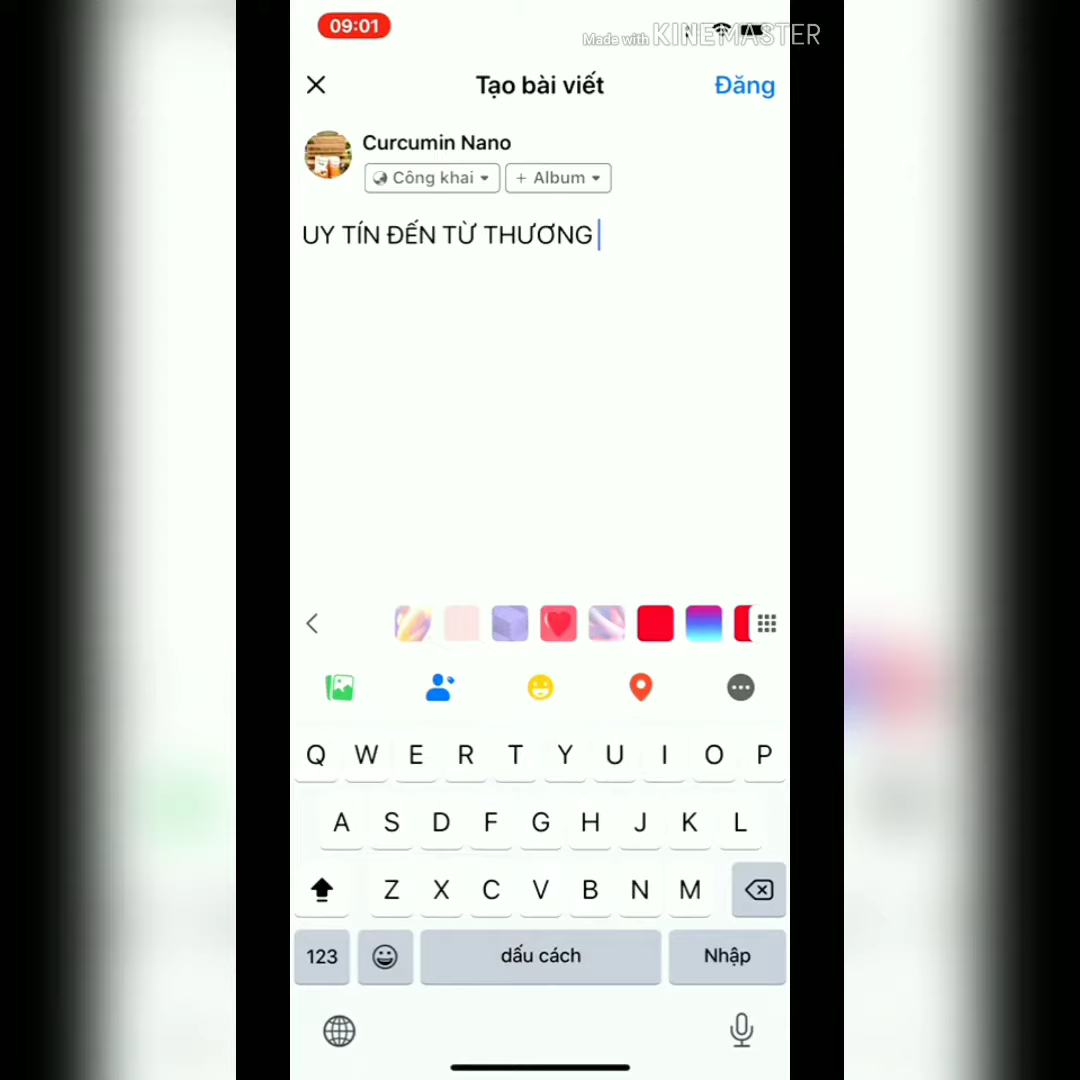 09:01
Made with KINEMASTER
Tạo bài viết
Đăng
Curcumin Nano
Công khai
+ Album
UY TÍN ĐẾN TỪ THƯƠNG
Q W E R T Y U I O P
A S D F G H J K L
Z X C V B N M
123
dấu cách
Nhập